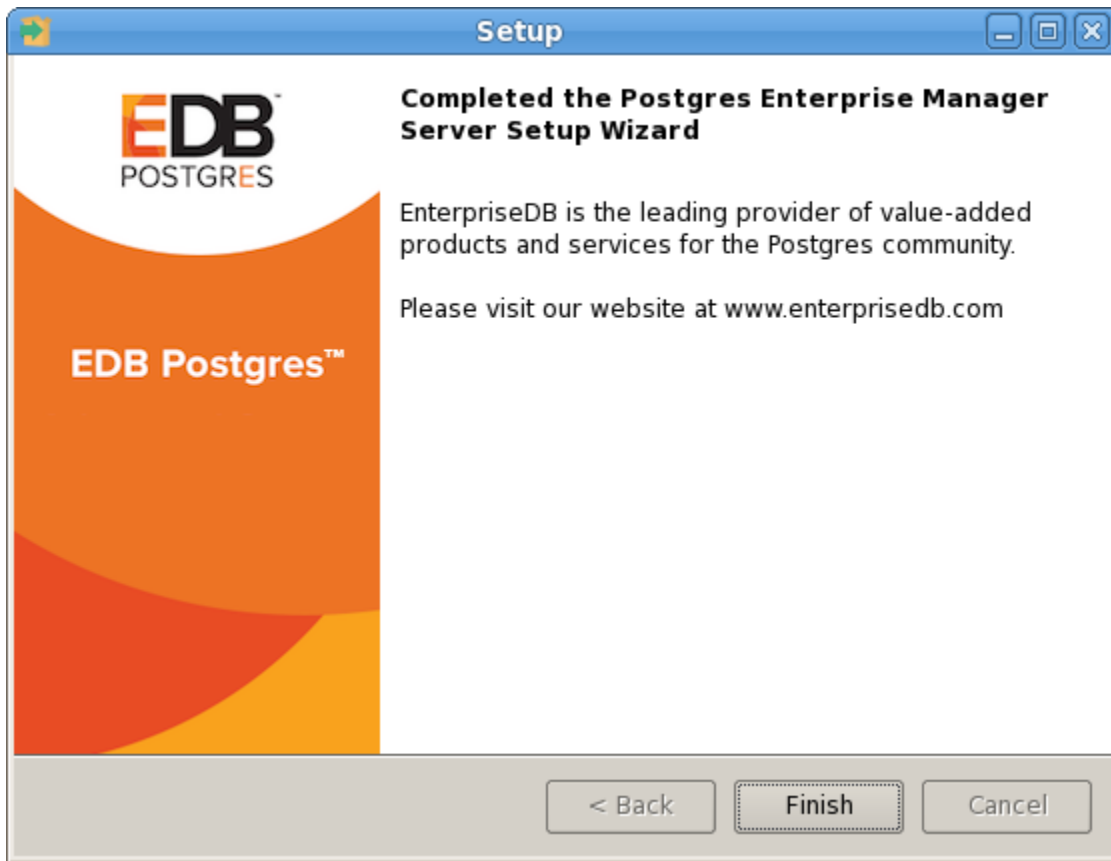 Setup
EDB™
POSTGRES
EDB Postgres™
Completed the Postgres Enterprise Manager
Server Setup Wizard
EnterpriseDB is the leading provider of value-added
products and services for the Postgres community.
Please visit our website at www.enterprisedb.com
< Back
Finish
Cancel